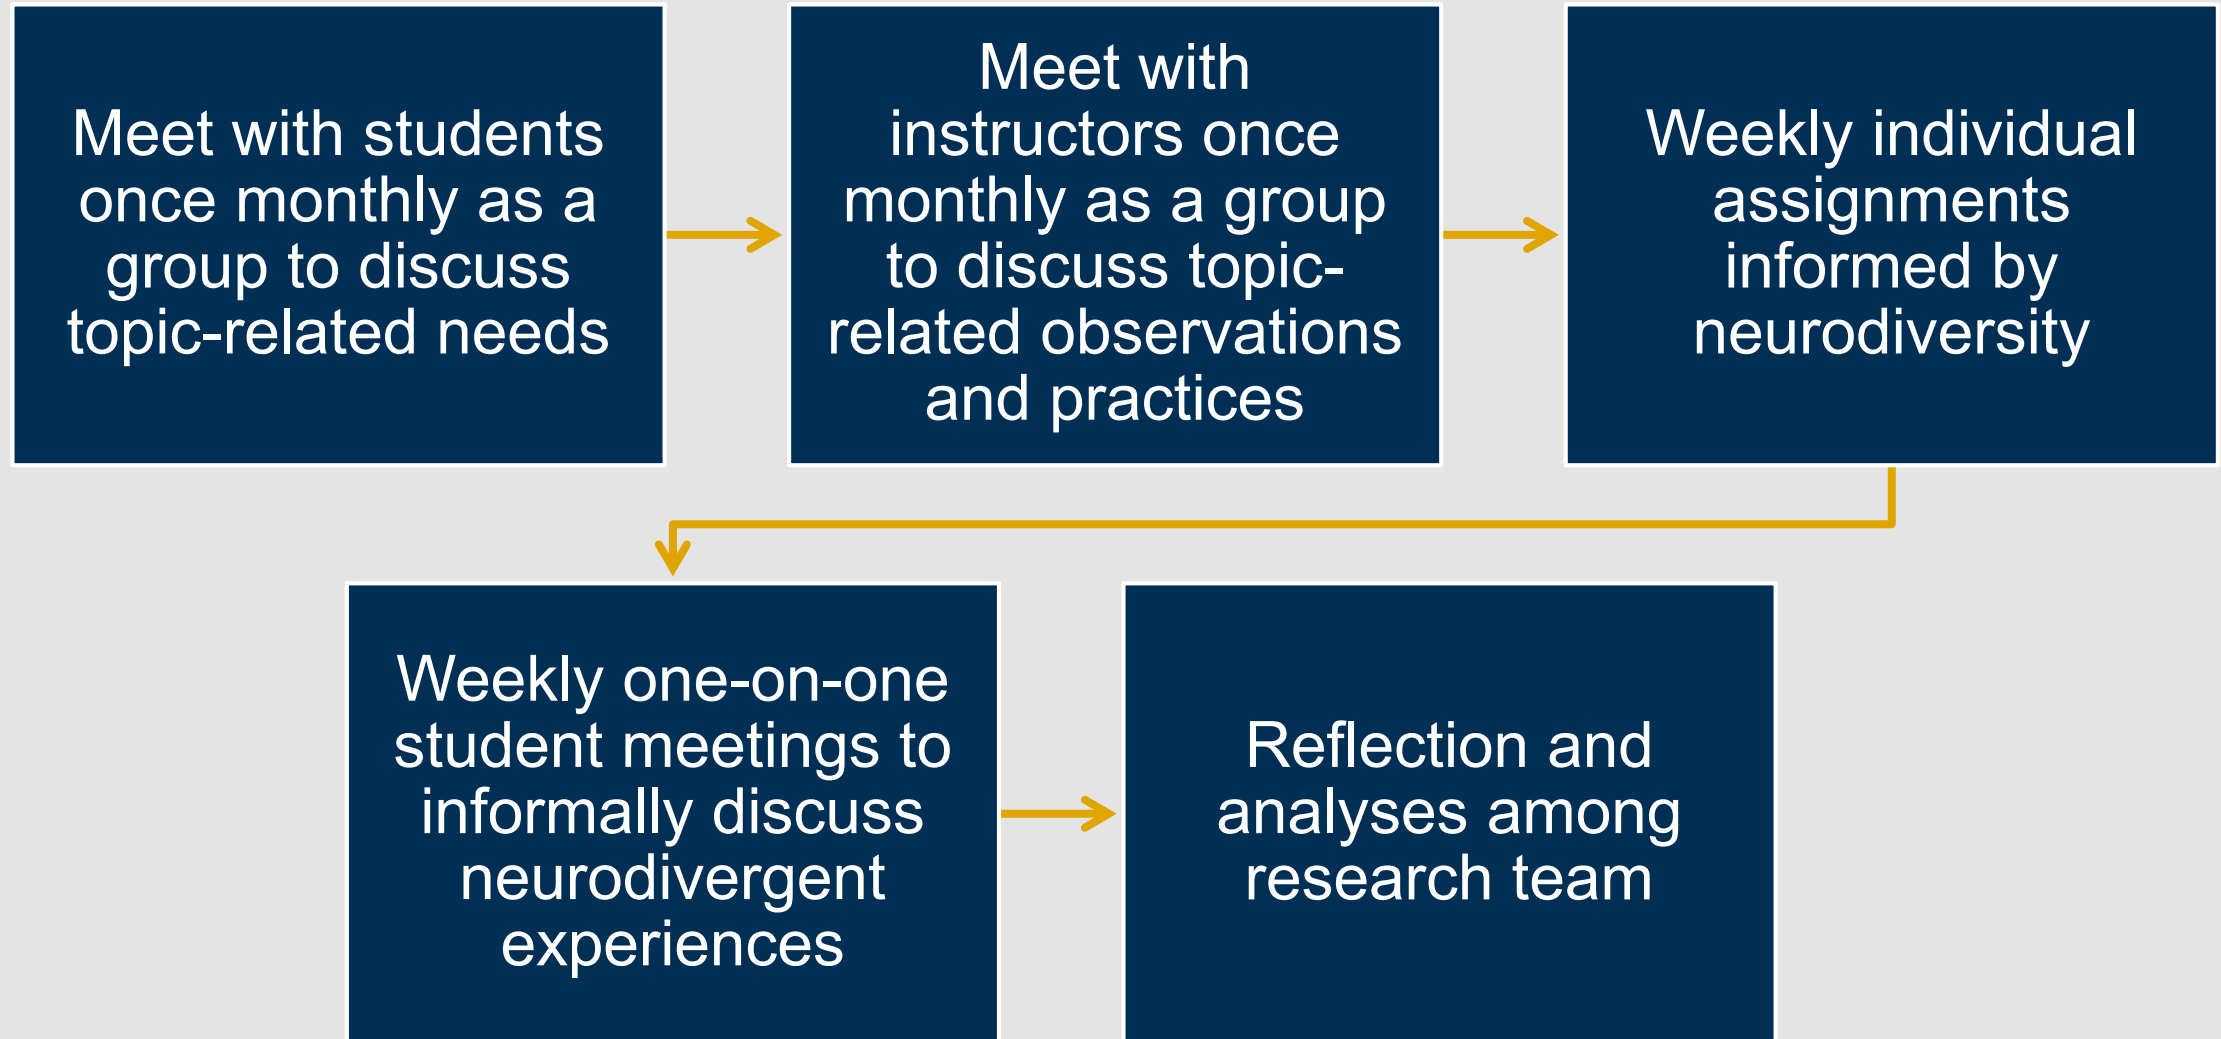 Meet with students
once monthly as a
group to discuss
topic-related needs
Meet with
instructors once
monthly as a group
to discuss topic-
related observations
and practices
Weekly individual
assignments
informed by
neurodiversity
Weekly one-on-one
student meetings to
informally discuss
neurodivergent
experiences
Reflection and
analyses among
research team